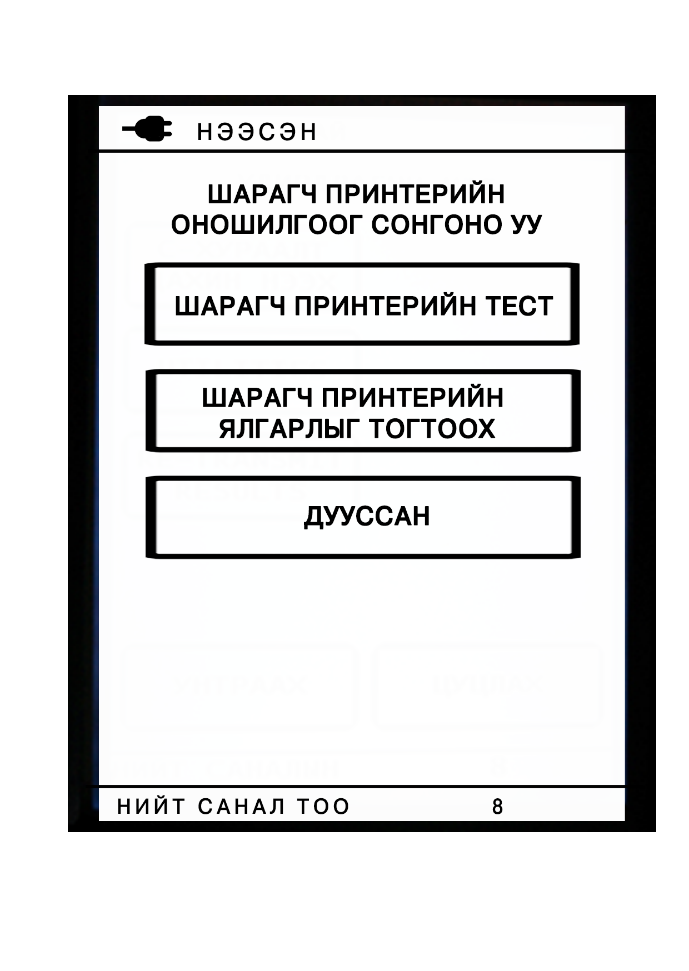 НЭЭСЭН
ШАРАГЧ ПРИНТЕРИЙН
ОНОШИЛГООГ СОНГОНО УУ
ШАРАГЧ ПРИНТЕРИЙН ТЕСТ
ШАРАГЧ ПРИНТЕРИЙН
ЯЛГАРЛЫГ ТОГТООХ
ДУУССАН
НИЙТ САНАЛ ТОО 8